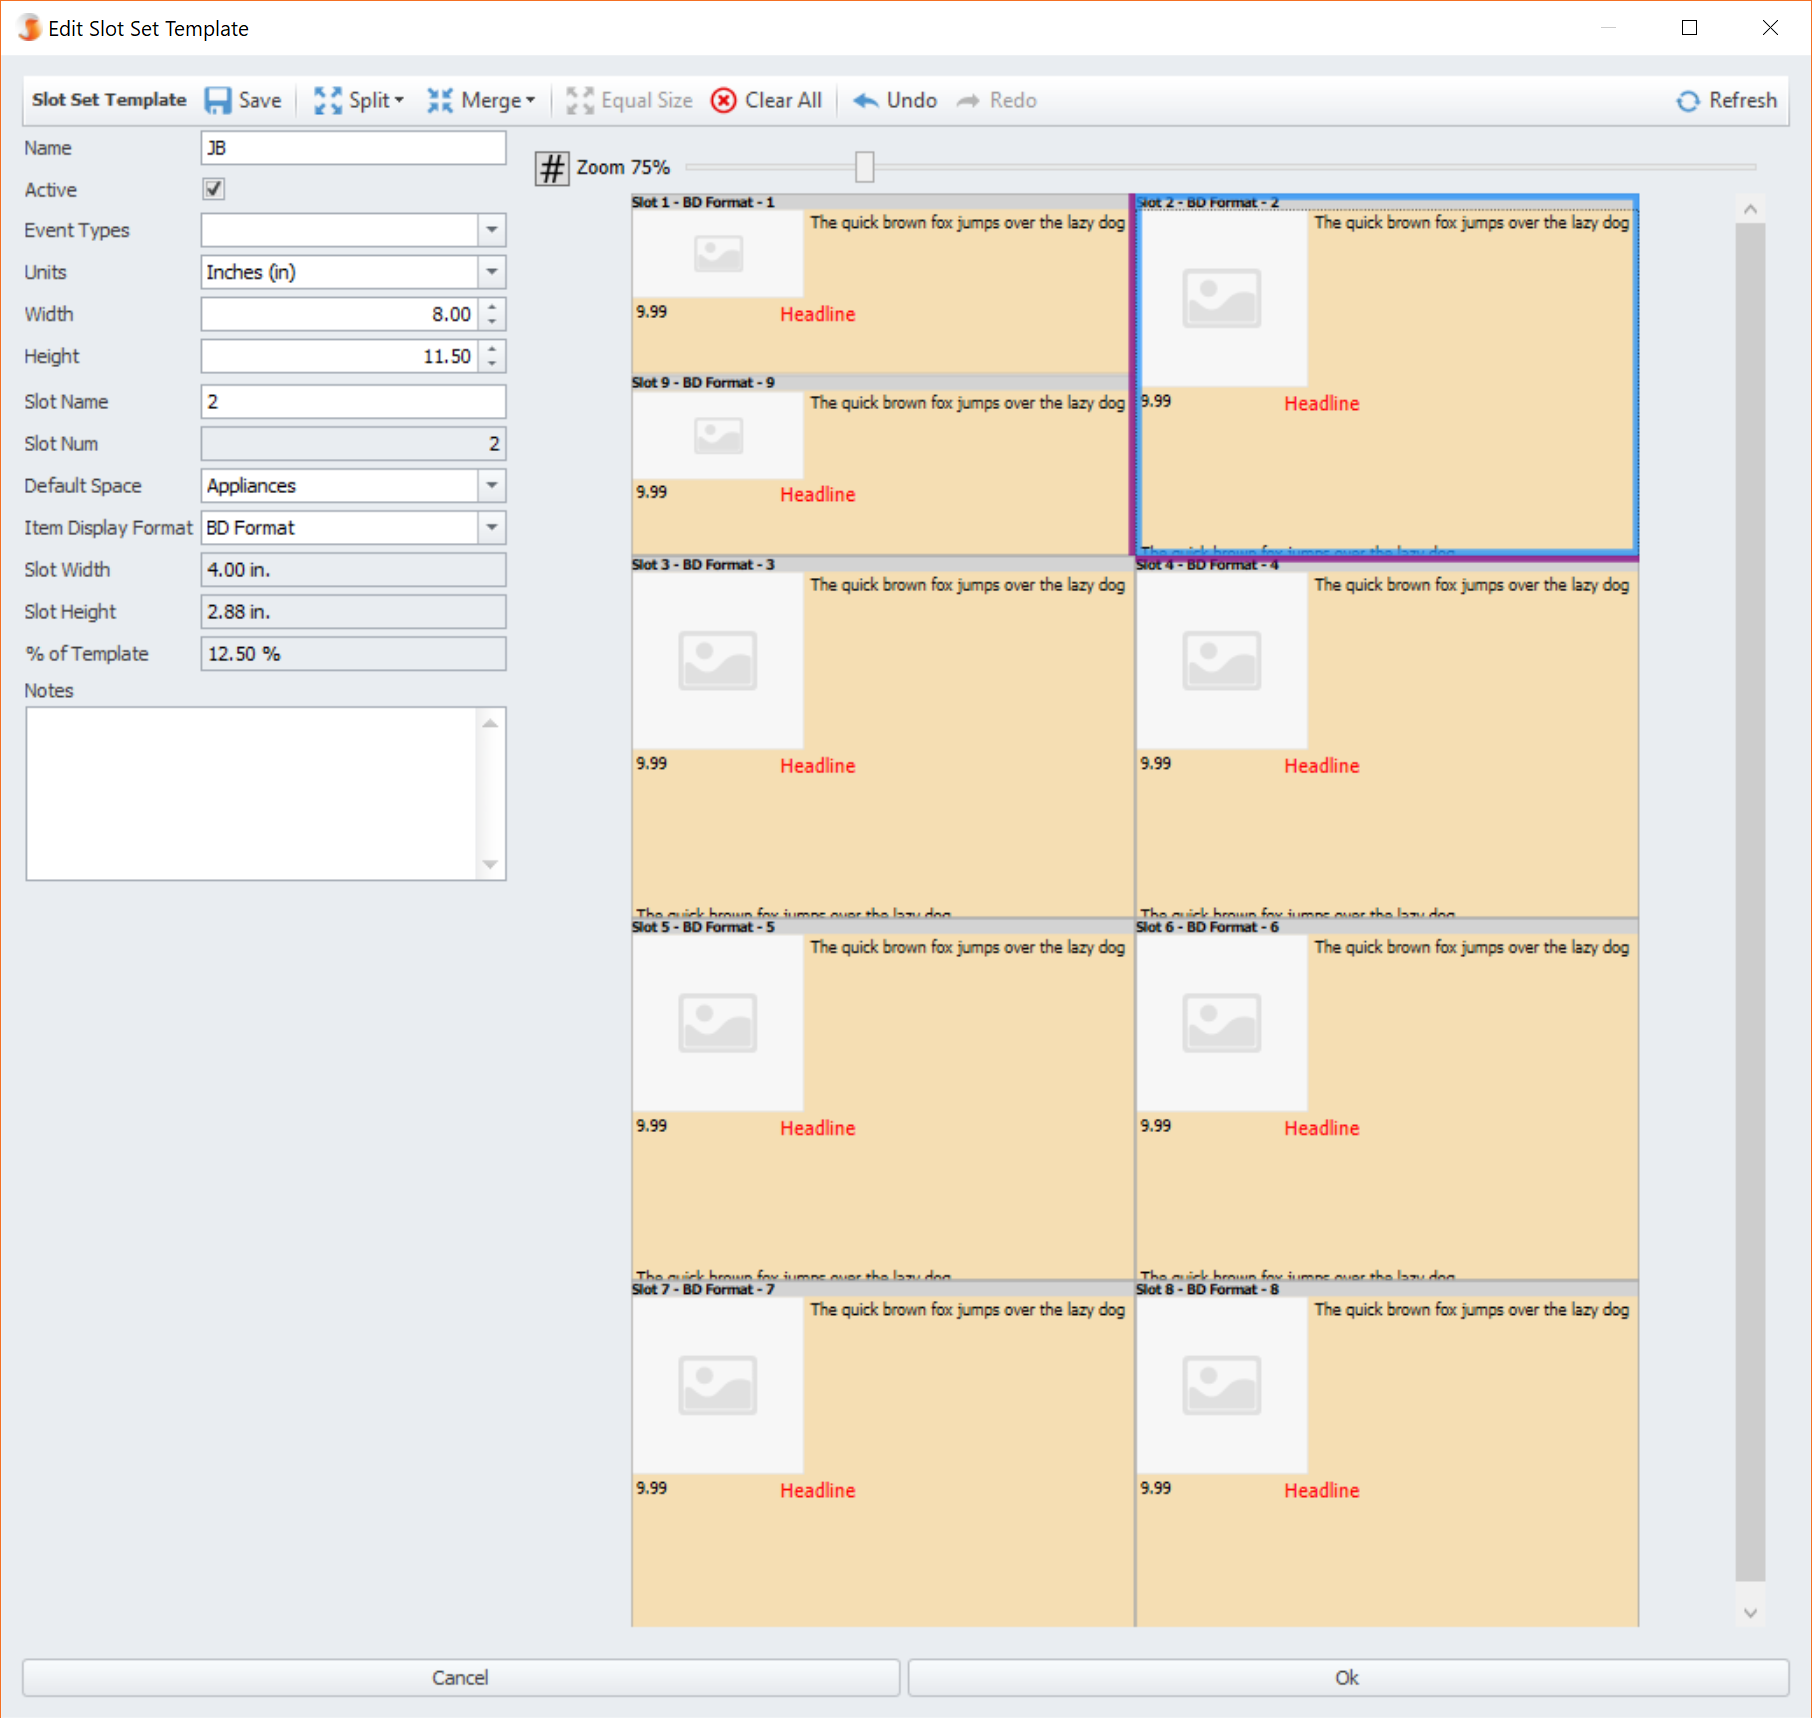 Edit Slot Set Template
Slot Set Template Save Split Merge Equal Size Clear All Undo Redo Refresh
Name JB
Active
Event Types
Units Inches (in)
Width 8.00
Height 11.50
Slot Name 2
Slot Num 2
Default Space Appliances
Item Display Format BD Format
Slot Width 4.00 in.
Slot Height 2.88 in.
% of Template 12.50 %
Notes
# Zoom 75%
Slot 1 - BD Format - 1
The quick brown fox jumps over the lazy dog
9.99 Headline
Slot 2 - BD Format - 2
The quick brown fox jumps over the lazy dog
9.99 Headline
The quick brown fox jumps over the lazy dog
Slot 9 - BD Format - 9
The quick brown fox jumps over the lazy dog
9.99 Headline
Slot 3 - BD Format - 3
The quick brown fox jumps over the lazy dog
9.99 Headline
The quick brown fox jumps over the lazy dog
Slot 4 - BD Format - 4
The quick brown fox jumps over the lazy dog
9.99 Headline
The quick brown fox jumps over the lazy dog
Slot 5 - BD Format - 5
The quick brown fox jumps over the lazy dog
9.99 Headline
The quick brown fox jumps over the lazy dog
Slot 6 - BD Format - 6
The quick brown fox jumps over the lazy dog
9.99 Headline
The quick brown fox jumps over the lazy dog
Slot 7 - BD Format - 7
The quick brown fox jumps over the lazy dog
9.99 Headline
Slot 8 - BD Format - 8
The quick brown fox jumps over the lazy dog
9.99 Headline
Cancel Ok